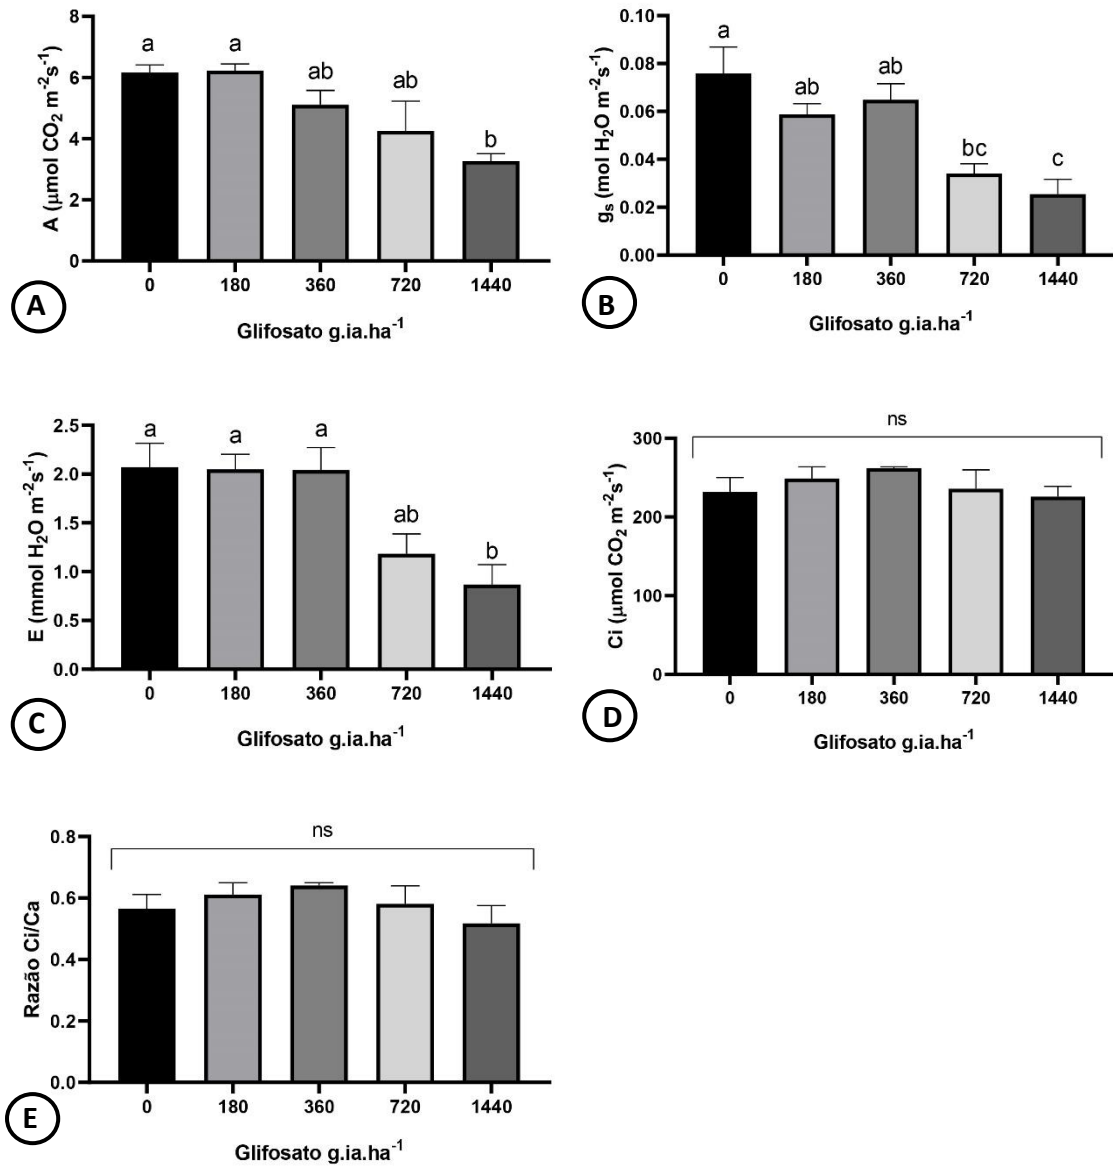 A (μmol CO₂ m⁻²s⁻¹)
8
6
4
2
0
a
a
ab
ab
b
0 180 360 720 1440
Glifosato g.ia.ha⁻¹
A
gₛ (mol H₂O m⁻²s⁻¹)
0.10
0.08
0.06
0.04
0.02
0.00
a
ab
ab
bc
c
0 180 360 720 1440
Glifosato g.ia.ha⁻¹
B
E (mmol H₂O m⁻²s⁻¹)
2.5
2.0
1.5
1.0
0.5
0.0
a
a
a
ab
b
0 180 360 720 1440
Glifosato g.ia.ha⁻¹
C
Ci (μmol CO₂ m⁻²s⁻¹)
300
200
100
0
ns
0 180 360 720 1440
Glifosato g.ia.ha⁻¹
D
Razão Ci/Ca
0.8
0.6
0.4
0.2
0.0
ns
0 180 360 720 1440
Glifosato g.ia.ha⁻¹
E